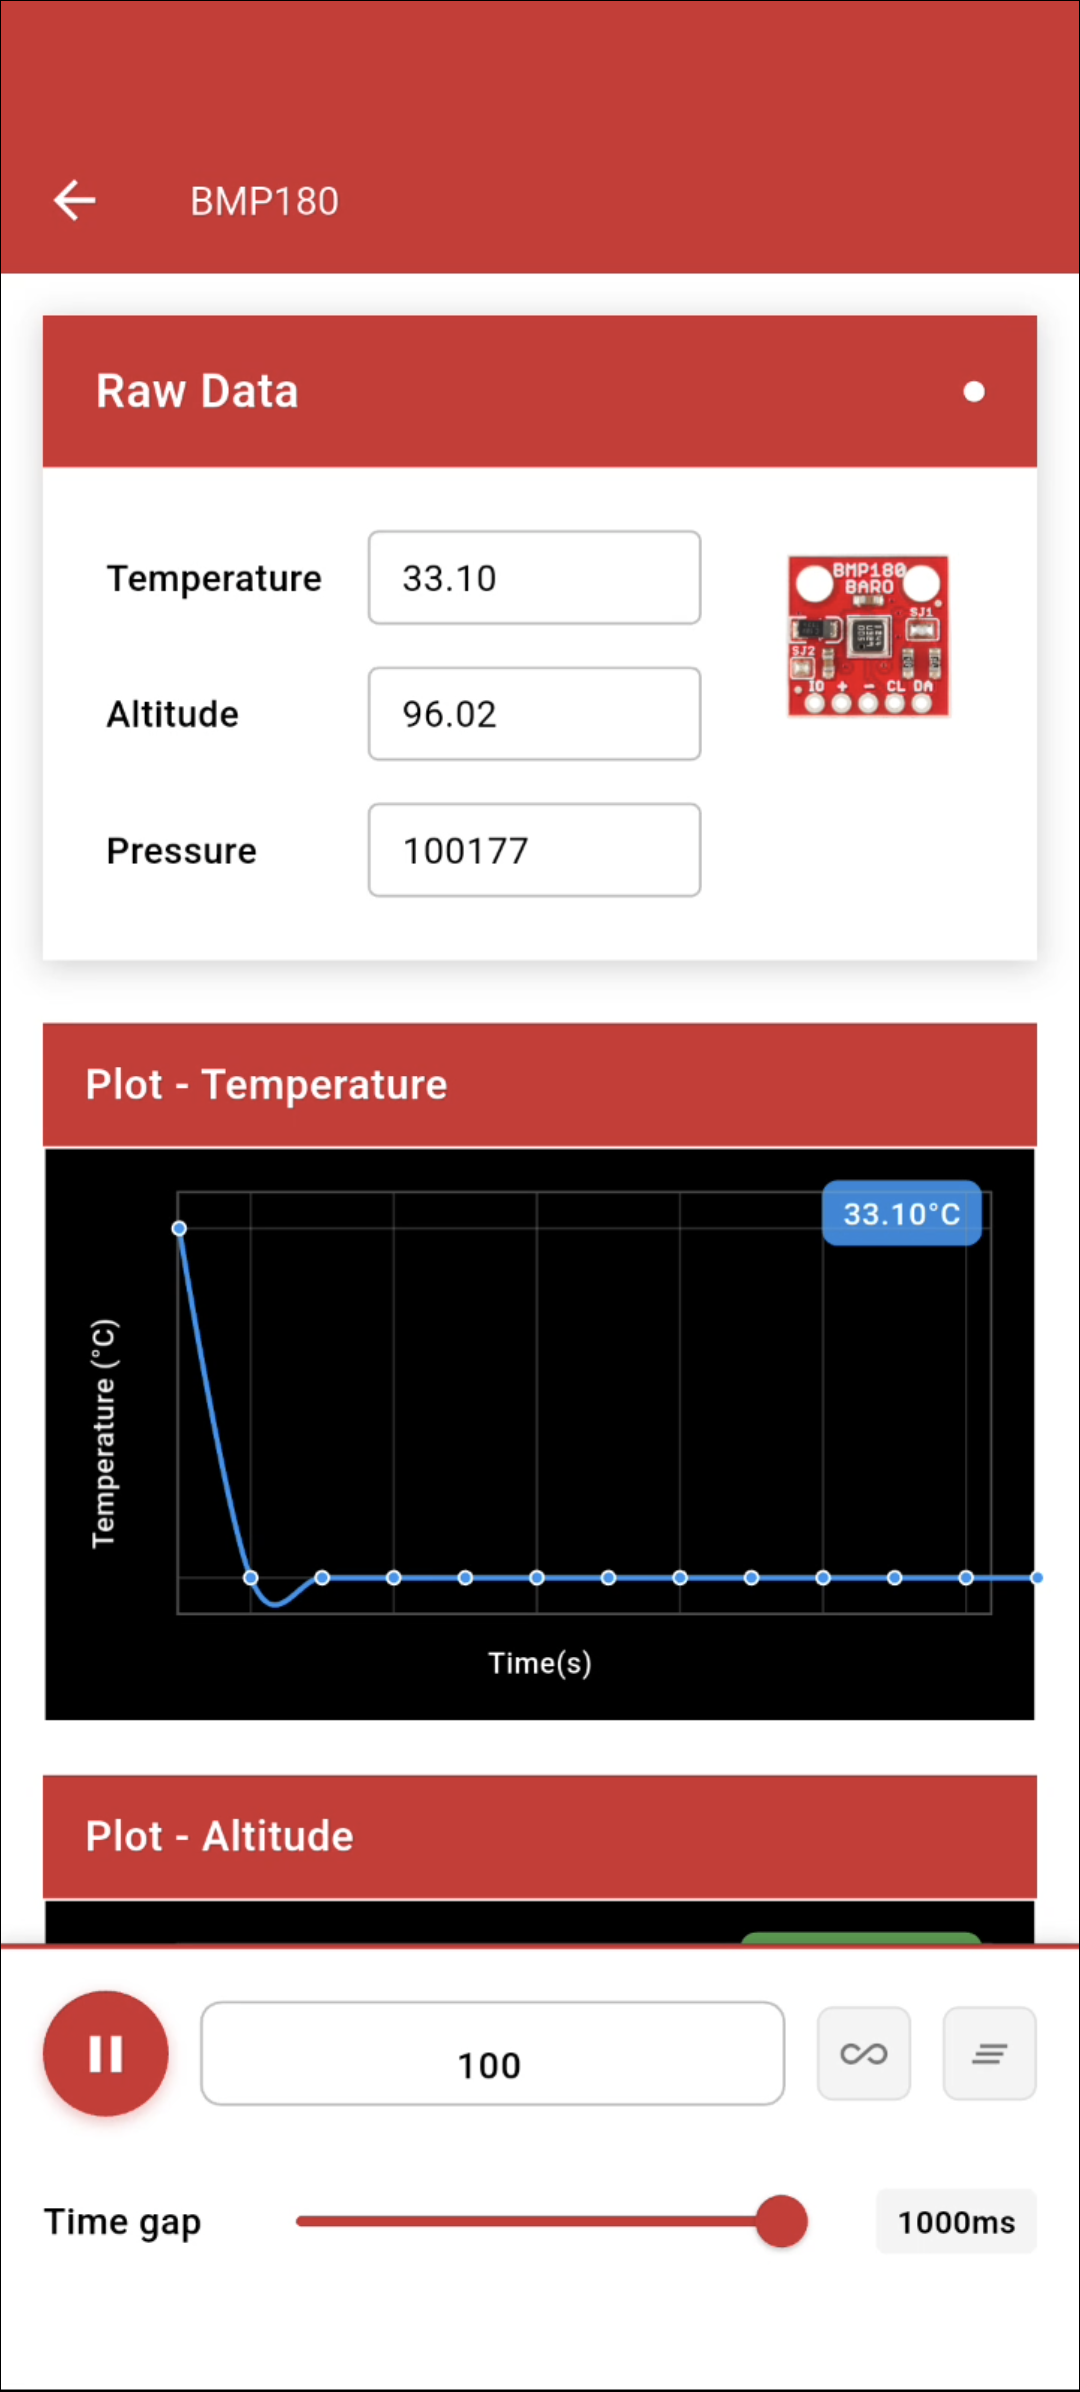 BMP180
Raw Data
Temperature 33.10
Altitude 96.02
Pressure 100177
BMP180
BARO
SJ1
SJ2
IO + - CL DA
Plot - Temperature
33.10°C
Temperature (°C)
Time(s)
Plot - Altitude
100
Time gap 1000ms